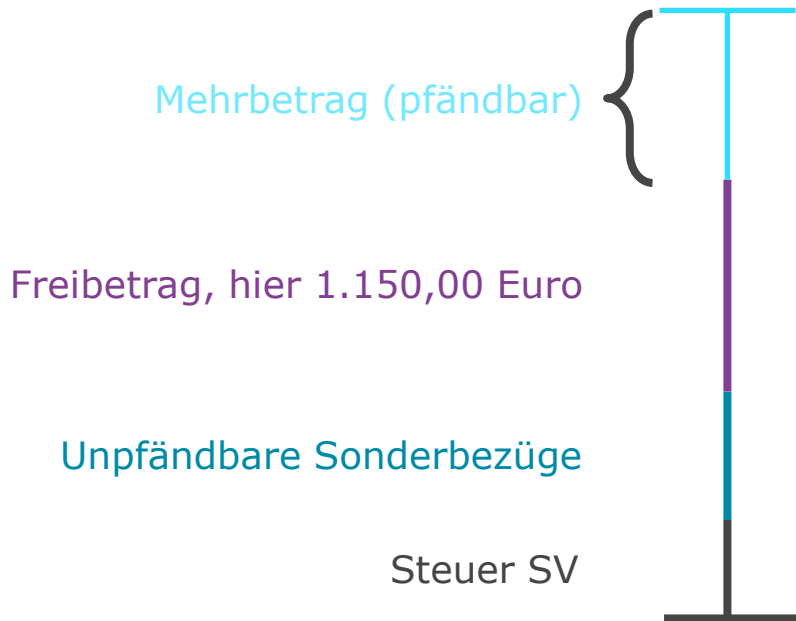 Mehrbetrag (pfändbar)
Freibetrag, hier 1.150,00 Euro
Unpfändbare Sonderbezüge
Steuer SV